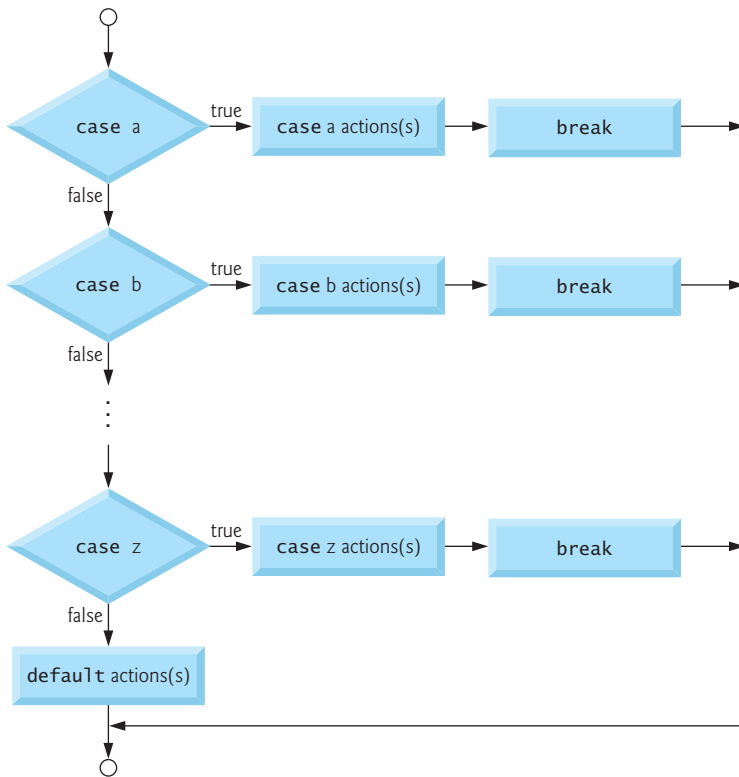 case a
true
case a actions(s)
break
false
case b
true
case b actions(s)
break
false
case z
true
case z actions(s)
break
false
default actions(s)